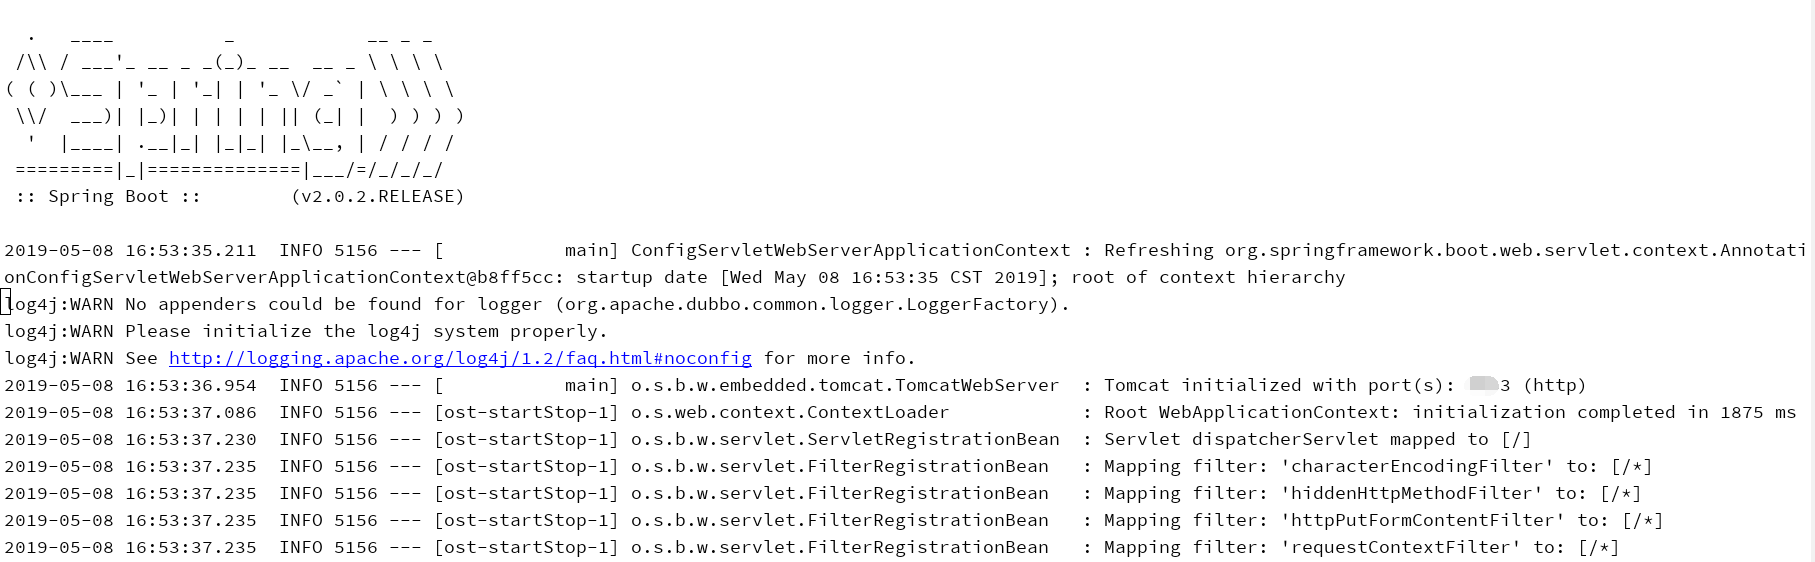 .   ____          _            __ _ _
 /\\ / ___'_ __ _ _(_)_ __  __ _ \ \ \ \
( ( )\___ | '_ | '_| | '_ \/ _` | \ \ \ \
 \\/  ___)| |_)| | | | | || (_| |  ) ) ) )
  '  |____| .__|_| |_|_| |_\__, | / / / /
 =========|_|==============|___/=/_/_/_/
 :: Spring Boot ::        (v2.0.2.RELEASE)
2019-05-08 16:53:35.211  INFO 5156 --- [           main] ConfigServletWebServerApplicationContext : Refreshing org.springframework.boot.web.servlet.context.Annotati
onConfigServletWebServerApplicationContext@b8ff5cc: startup date [Wed May 08 16:53:35 CST 2019]; root of context hierarchy
log4j:WARN No appenders could be found for logger (org.apache.dubbo.common.logger.LoggerFactory).
log4j:WARN Please initialize the log4j system properly.
log4j:WARN See http://logging.apache.org/log4j/1.2/faq.html#noconfig for more info.
2019-05-08 16:53:36.954  INFO 5156 --- [           main] o.s.b.w.embedded.tomcat.TomcatWebServer  : Tomcat initialized with port(s): 3 (http)
2019-05-08 16:53:37.086  INFO 5156 --- [ost-startStop-1] o.s.web.context.ContextLoader            : Root WebApplicationContext: initialization completed in 1875 ms
2019-05-08 16:53:37.230  INFO 5156 --- [ost-startStop-1] o.s.b.w.servlet.ServletRegistrationBean  : Servlet dispatcherServlet mapped to [/]
2019-05-08 16:53:37.235  INFO 5156 --- [ost-startStop-1] o.s.b.w.servlet.FilterRegistrationBean   : Mapping filter: 'characterEncodingFilter' to: [/*]
2019-05-08 16:53:37.235  INFO 5156 --- [ost-startStop-1] o.s.b.w.servlet.FilterRegistrationBean   : Mapping filter: 'hiddenHttpMethodFilter' to: [/*]
2019-05-08 16:53:37.235  INFO 5156 --- [ost-startStop-1] o.s.b.w.servlet.FilterRegistrationBean   : Mapping filter: 'httpPutFormContentFilter' to: [/*]
2019-05-08 16:53:37.235  INFO 5156 --- [ost-startStop-1] o.s.b.w.servlet.FilterRegistrationBean   : Mapping filter: 'requestContextFilter' to: [/*]